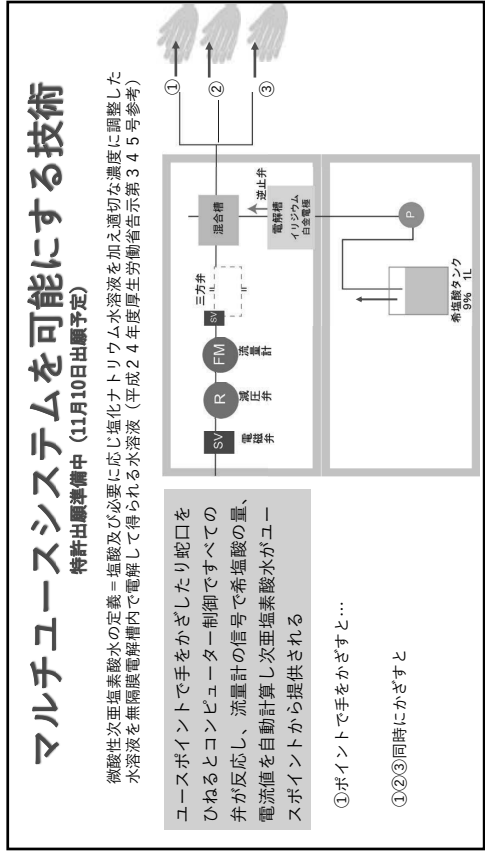 マルチユースシステムを可能にする技術
特許出願準備中（11月10日出願予定）
微酸性次亜塩素酸水の定義＝塩酸及び必要に応じ塩化ナトリウム水溶液を加え適切な濃度に調整した
水溶液を無隔膜電解槽内で電解して得られる水溶液（平成２４年度厚生労働省告示第３４５号参考）
ユースポイントで手をかざしたり蛇口を
ひねるとコンピューター制御ですべての
弁が反応し、流量計の信号で希塩酸の量、
電流値を自動計算し次亜塩素酸水がユー
スポイントから提供される
①ポイントで手をかざすと…
①②③同時にかざすと
SV
電磁弁
R
減圧弁
FM
流量計
SV
三方弁
混合槽
逆止弁
電解槽
イリジウム
白金電極
P
希塩酸タンク
9% 1L
①
②
③